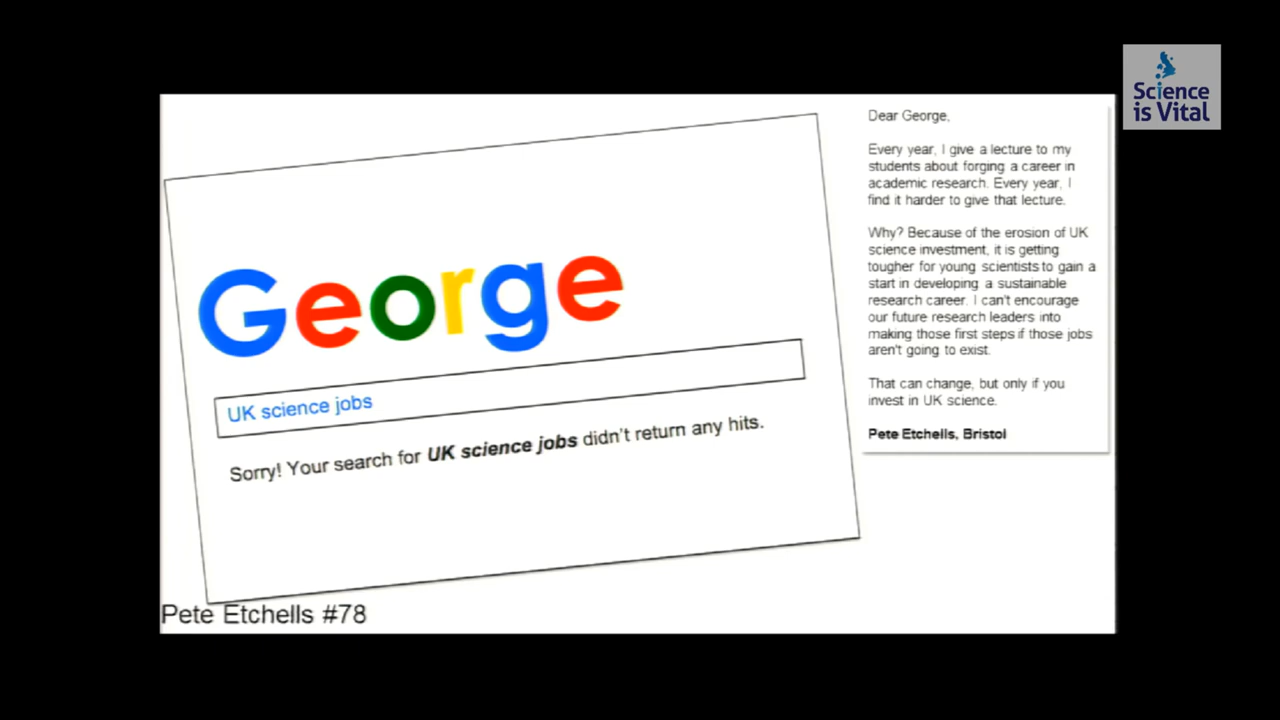 Science
is Vital
George
UK science jobs
Sorry! Your search for UK science jobs didn't return any hits.
Pete Etchells #78
Dear George,
Every year, I give a lecture to my
students about forging a career in
academic research. Every year, I
find it harder to give that lecture.
Why? Because of the erosion of UK
science investment, it is getting
tougher for young scientists to gain a
start in developing a sustainable
research career. I can't encourage
our future research leaders into
making those first steps if those jobs
aren't going to exist.
That can change, but only if you
invest in UK science.
Pete Etchells, Bristol